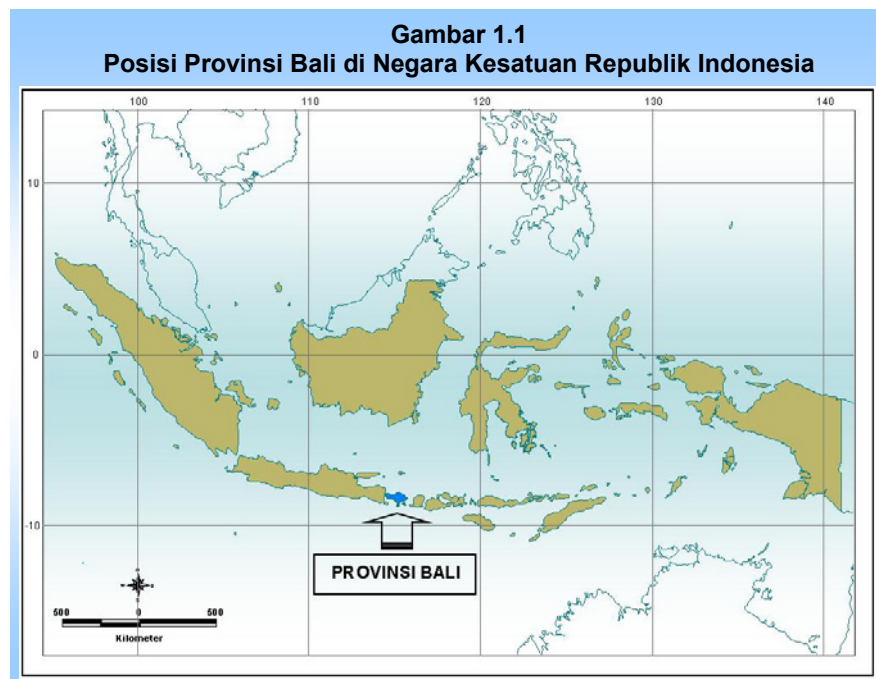 Gambar 1.1
Posisi Provinsi Bali di Negara Kesatuan Republik Indonesia
100 110 120 130 140
10
0
-10
PROVINSI BALI
500 0 500
Kilometer